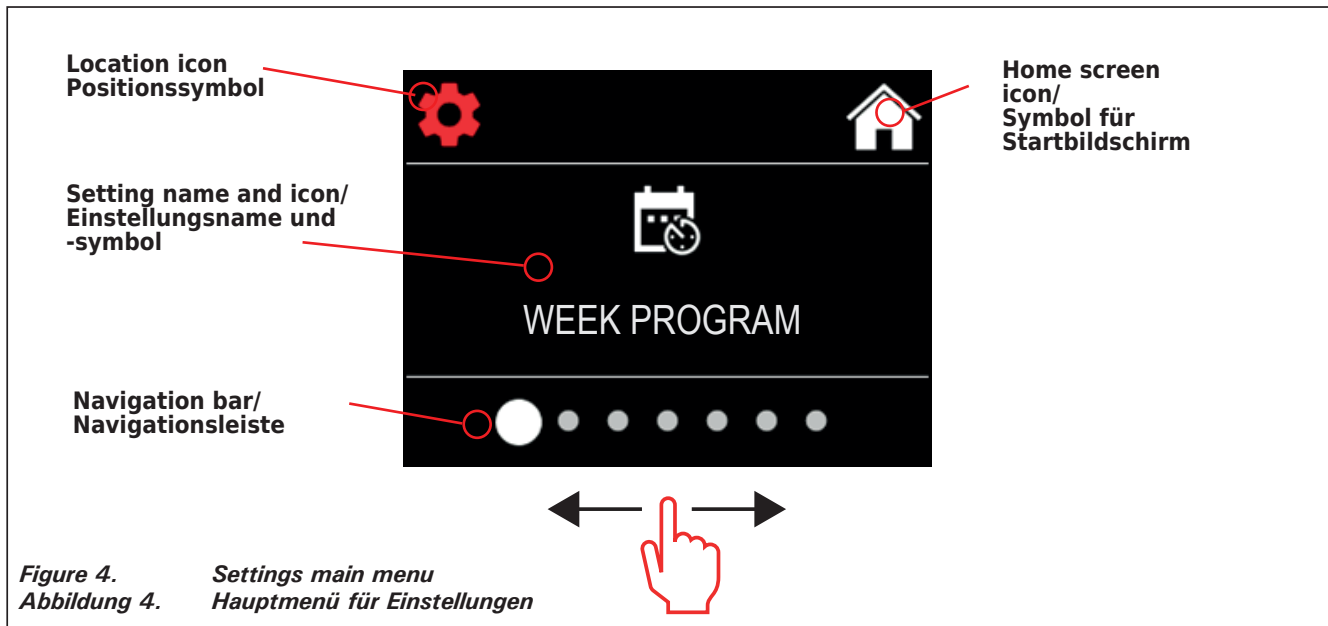 Location icon
Positionssymbol
Home screen
icon/
Symbol für
Startbildschirm
Setting name and icon/
Einstellungsname und
-symbol
WEEK PROGRAM
Navigation bar/
Navigationsleiste
Figure 4. Settings main menu
Abbildung 4. Hauptmenü für Einstellungen